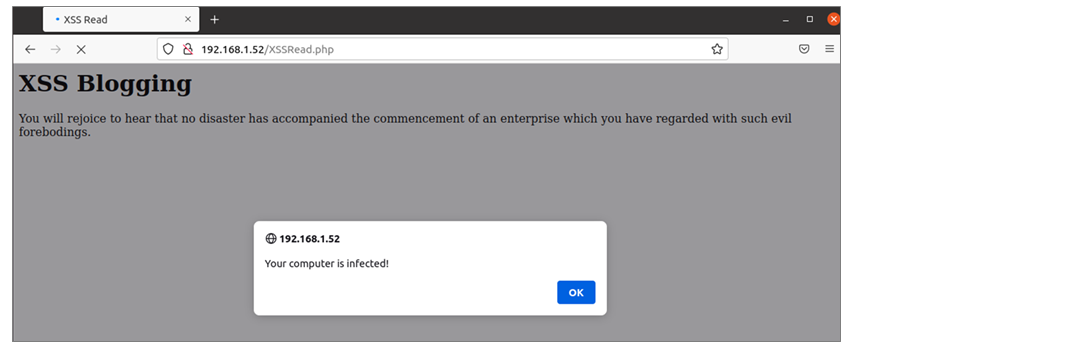 XSS Read
192.168.1.52/XSSRead.php
XSS Blogging
You will rejoice to hear that no disaster has accompanied the commencement of an enterprise which you have regarded with such evil
forebodings.
192.168.1.52
Your computer is infected!
OK